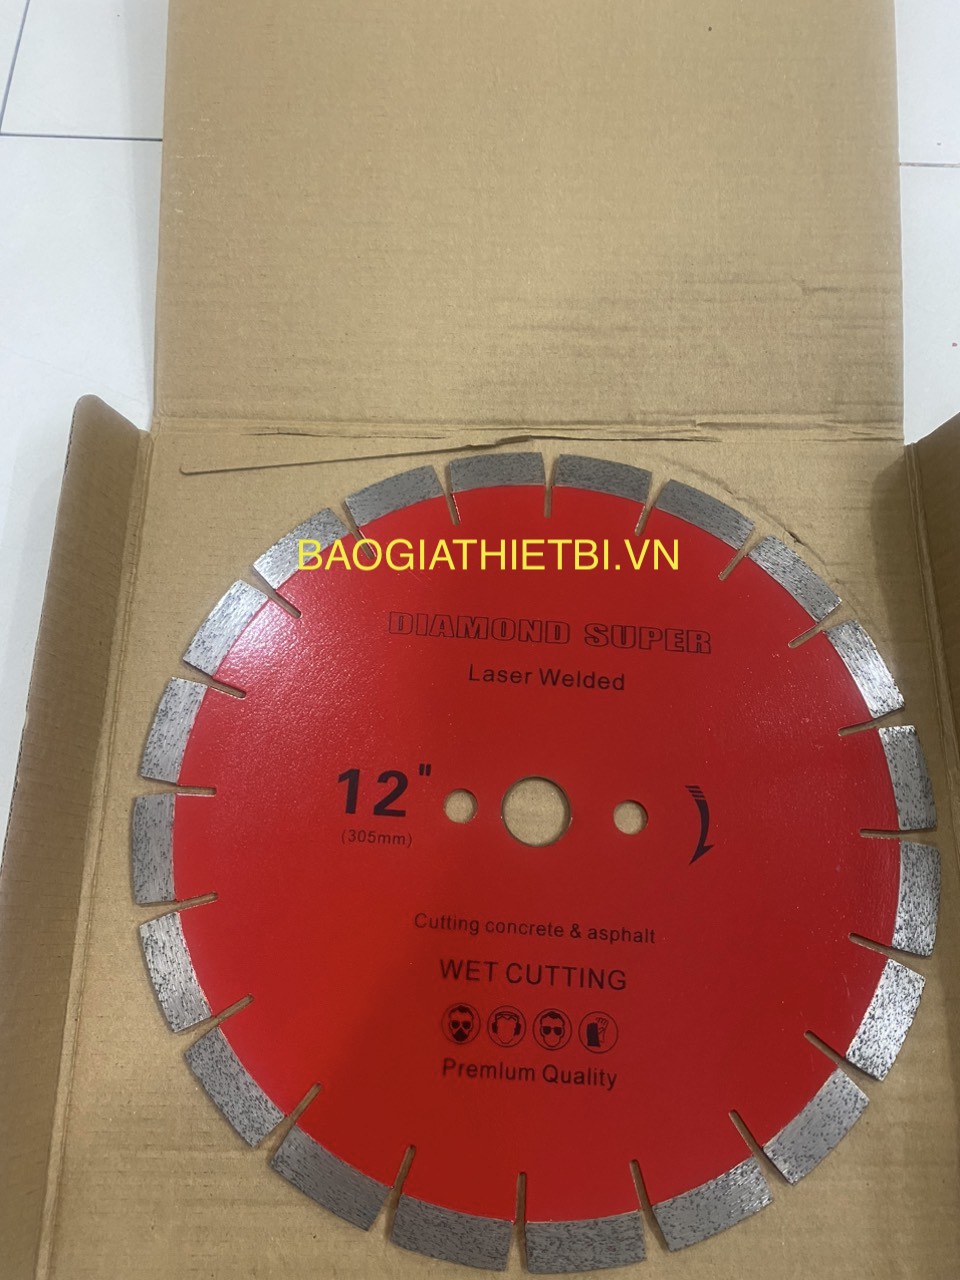 BAOGIATHIETBI.VN
DIAMOND SUPER
Laser Welded
12"
(305mm)
Cutting concrete & asphalt
WET CUTTING
Premium Quality